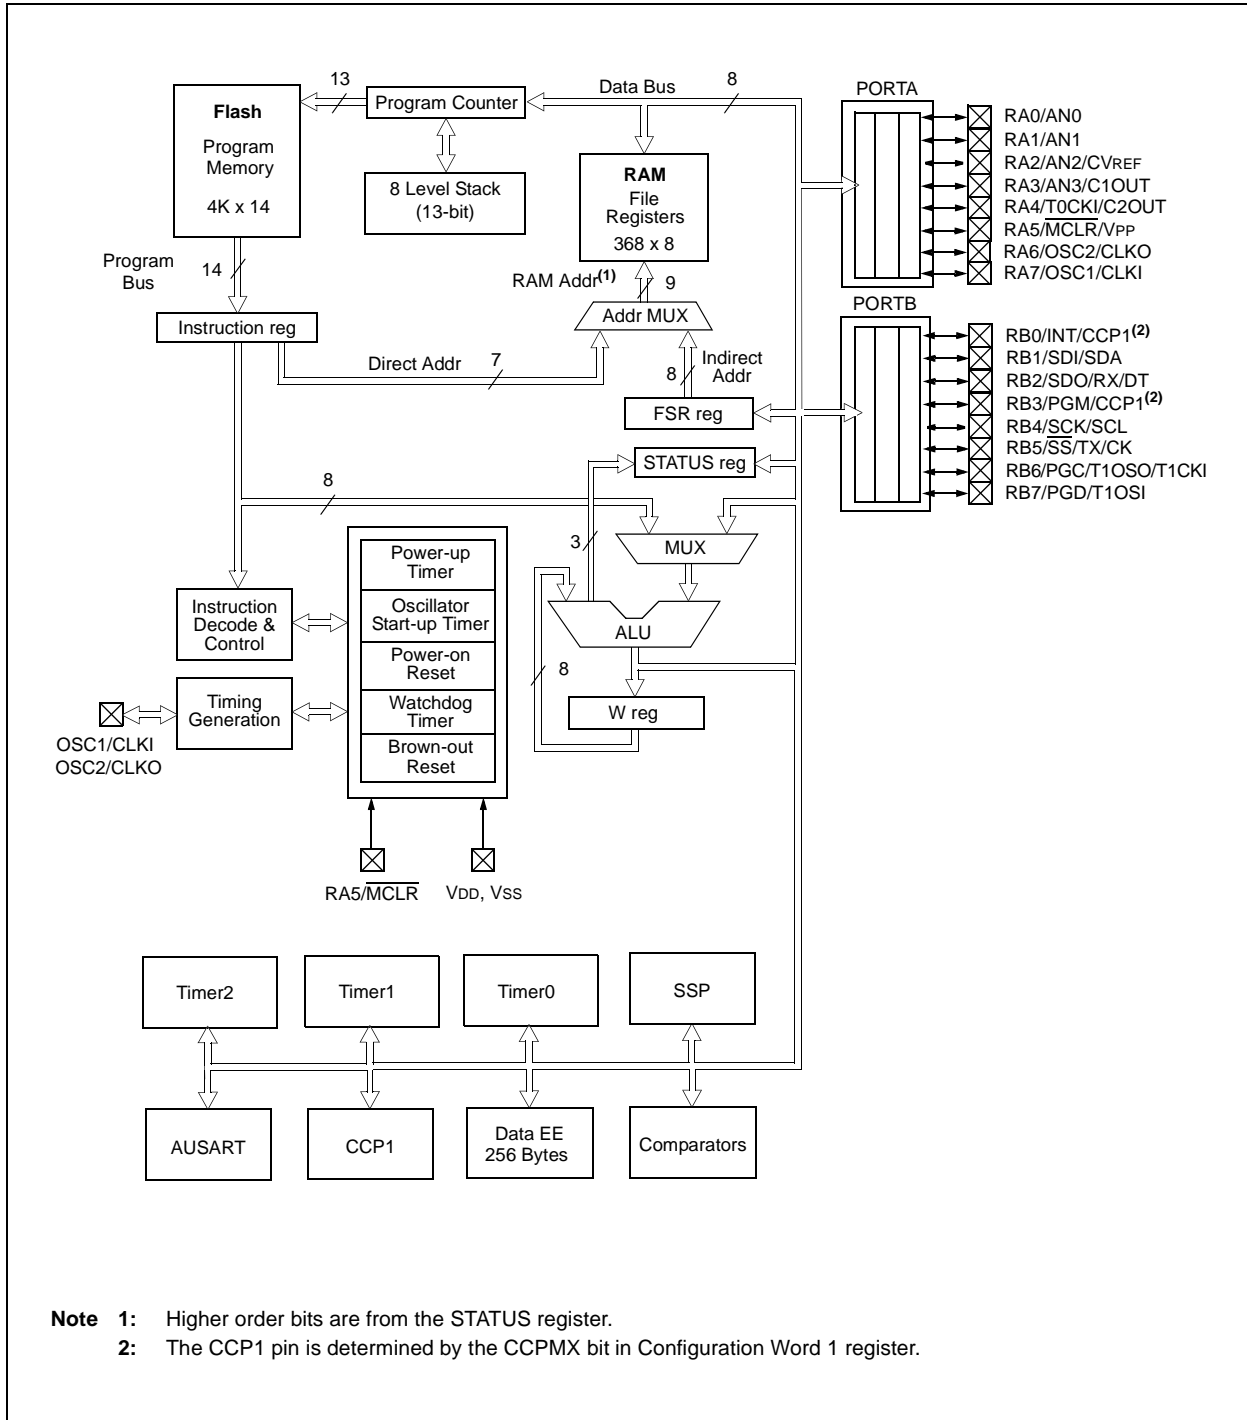 13
Data Bus
8
PORTA
Flash
Program
Memory
4K x 14
Program Counter
8 Level Stack
(13-bit)
RAM
File
Registers
368 x 8
RA0/AN0
RA1/AN1
RA2/AN2/CVREF
RA3/AN3/C1OUT
RA4/T0CKI/C2OUT
RA5/MCLR/VPP
RA6/OSC2/CLKO
RA7/OSC1/CLKI
Program
Bus
14
RAM Addr(1)
9
PORTB
Instruction reg
Addr MUX
Direct Addr
7
8
Indirect
Addr
FSR reg
STATUS reg
RB0/INT/CCP1(2)
RB1/SDI/SDA
RB2/SDO/RX/DT
RB3/PGM/CCP1(2)
RB4/SCK/SCL
RB5/SS/TX/CK
RB6/PGC/T1OSO/T1CKI
RB7/PGD/T1OSI
8
3
MUX
Power-up
Timer
Oscillator
Start-up Timer
Power-on
Reset
Watchdog
Timer
Brown-out
Reset
Instruction
Decode &
Control
ALU
8
Timing
Generation
W reg
OSC1/CLKI
OSC2/CLKO
RA5/MCLR
VDD, VSS
Timer2
Timer1
Timer0
SSP
AUSART
CCP1
Data EE
256 Bytes
Comparators
Note 1: Higher order bits are from the STATUS register.
2: The CCP1 pin is determined by the CCPMX bit in Configuration Word 1 register.